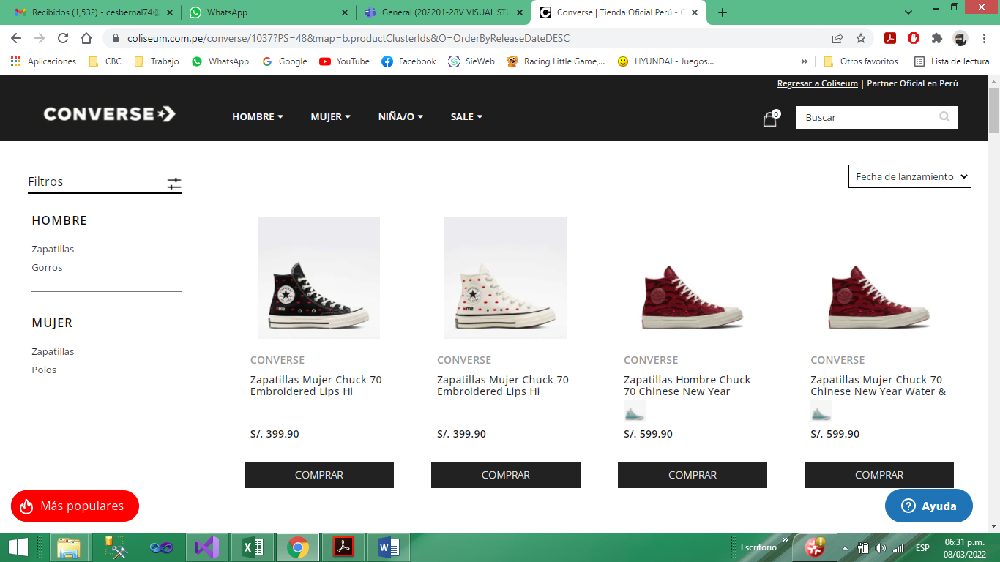 Recibidos (1,532) - cesbernal74@
WhatsApp
General (202201-28V VISUAL STU
Converse | Tienda Oficial Perú - C
coliseum.com.pe/converse/1037?PS=48&map=b,productClusterIds&O=OrderByReleaseDateDESC
Aplicaciones CBC Trabajo WhatsApp Google YouTube Facebook SieWeb Racing Little Game,... HYUNDAI - Juegos... » Otros favoritos Lista de lectura
Regresar a Coliseum | Partner Oficial en Perú
CONVERSE
HOMBRE MUJER NIÑA/O SALE
0
Buscar
Fecha de lanzamiento
Filtros
HOMBRE
Zapatillas
Gorros
MUJER
Zapatillas
Polos
CONVERSE
Zapatillas Mujer Chuck 70
Embroidered Lips Hi
S/. 399.90
COMPRAR
CONVERSE
Zapatillas Mujer Chuck 70
Embroidered Lips Hi
S/. 399.90
COMPRAR
CONVERSE
Zapatillas Hombre Chuck
70 Chinese New Year
S/. 599.90
COMPRAR
CONVERSE
Zapatillas Mujer Chuck 70
Chinese New Year Water &
S/. 599.90
COMPRAR
Más populares
Ayuda
Escritorio »
ESP
06:31 p.m.
08/03/2022